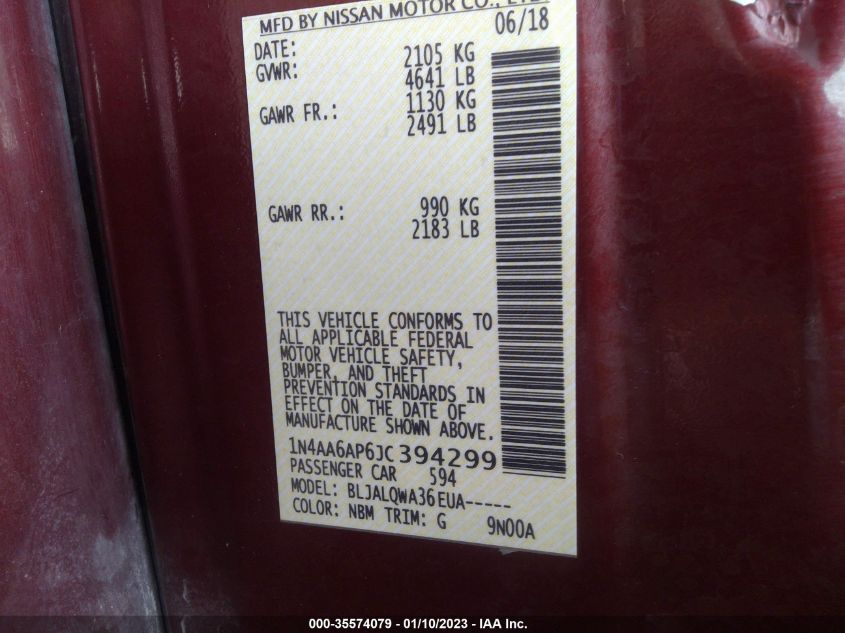 MFD BY NISSAN MOTOR CO., LTD.
DATE: 06/18
GVWR: 2105 KG
4641 LB
GAWR FR.: 1130 KG
2491 LB
GAWR RR.: 990 KG
2183 LB
THIS VEHICLE CONFORMS TO
ALL APPLICABLE FEDERAL
MOTOR VEHICLE SAFETY,
BUMPER, AND THEFT
PREVENTION STANDARDS IN
EFFECT ON THE DATE OF
MANUFACTURE SHOWN ABOVE.
1N4AA6AP6JC394299
PASSENGER CAR 594
MODEL: BLJALQWA36EUA-----
COLOR: NBM TRIM: G 9N00A
000-35574079 - 01/10/2023 - IAA Inc.